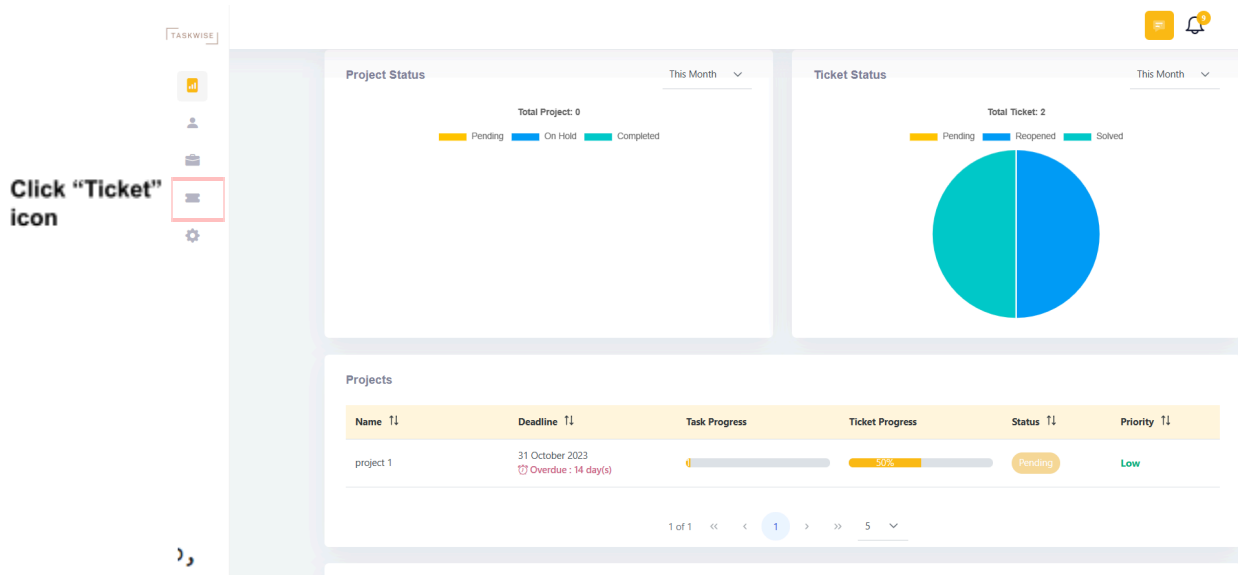 TASKWISE
9
Click “Ticket”
icon
Project Status
This Month
Total Project: 0
Pending On Hold Completed
Ticket Status
This Month
Total Ticket: 2
Pending Reopened Solved
Projects
Name Deadline Task Progress Ticket Progress Status Priority
project 1 31 October 2023 50% Pending Low
Overdue : 14 day(s)
1 of 1 « ‹ 1 › » 5